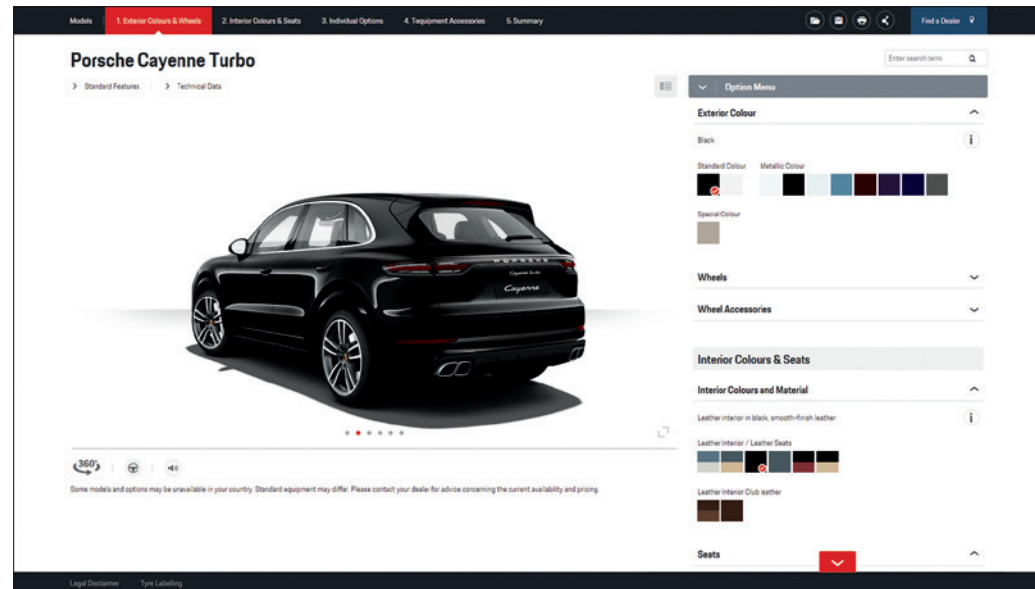 Models
1. Exterior Colours & Wheels
2. Interior Colours & Seats
3. Individual Options
4. Tequipment Accessories
5. Summary
Find a Dealer
Porsche Cayenne Turbo
Enter search term
Standard Features
Technical Data
Option Menu
Exterior Colour
Black
i
Standard Colour
Metallic Colour
Special Colour
PORSCHE
Cayenne Turbo
Cayenne
Wheels
Wheel Accessories
Interior Colours & Seats
Interior Colours and Material
Leather interior in black, smooth-finish leather
i
Leather Interior / Leather Seats
360°
Some models and options may be unavailable in your country. Standard equipment may differ. Please contact your dealer for advice concerning the current availability and pricing.
Leather Interior Club leather
Seats
Legal Disclaimer
Tyre Labelling